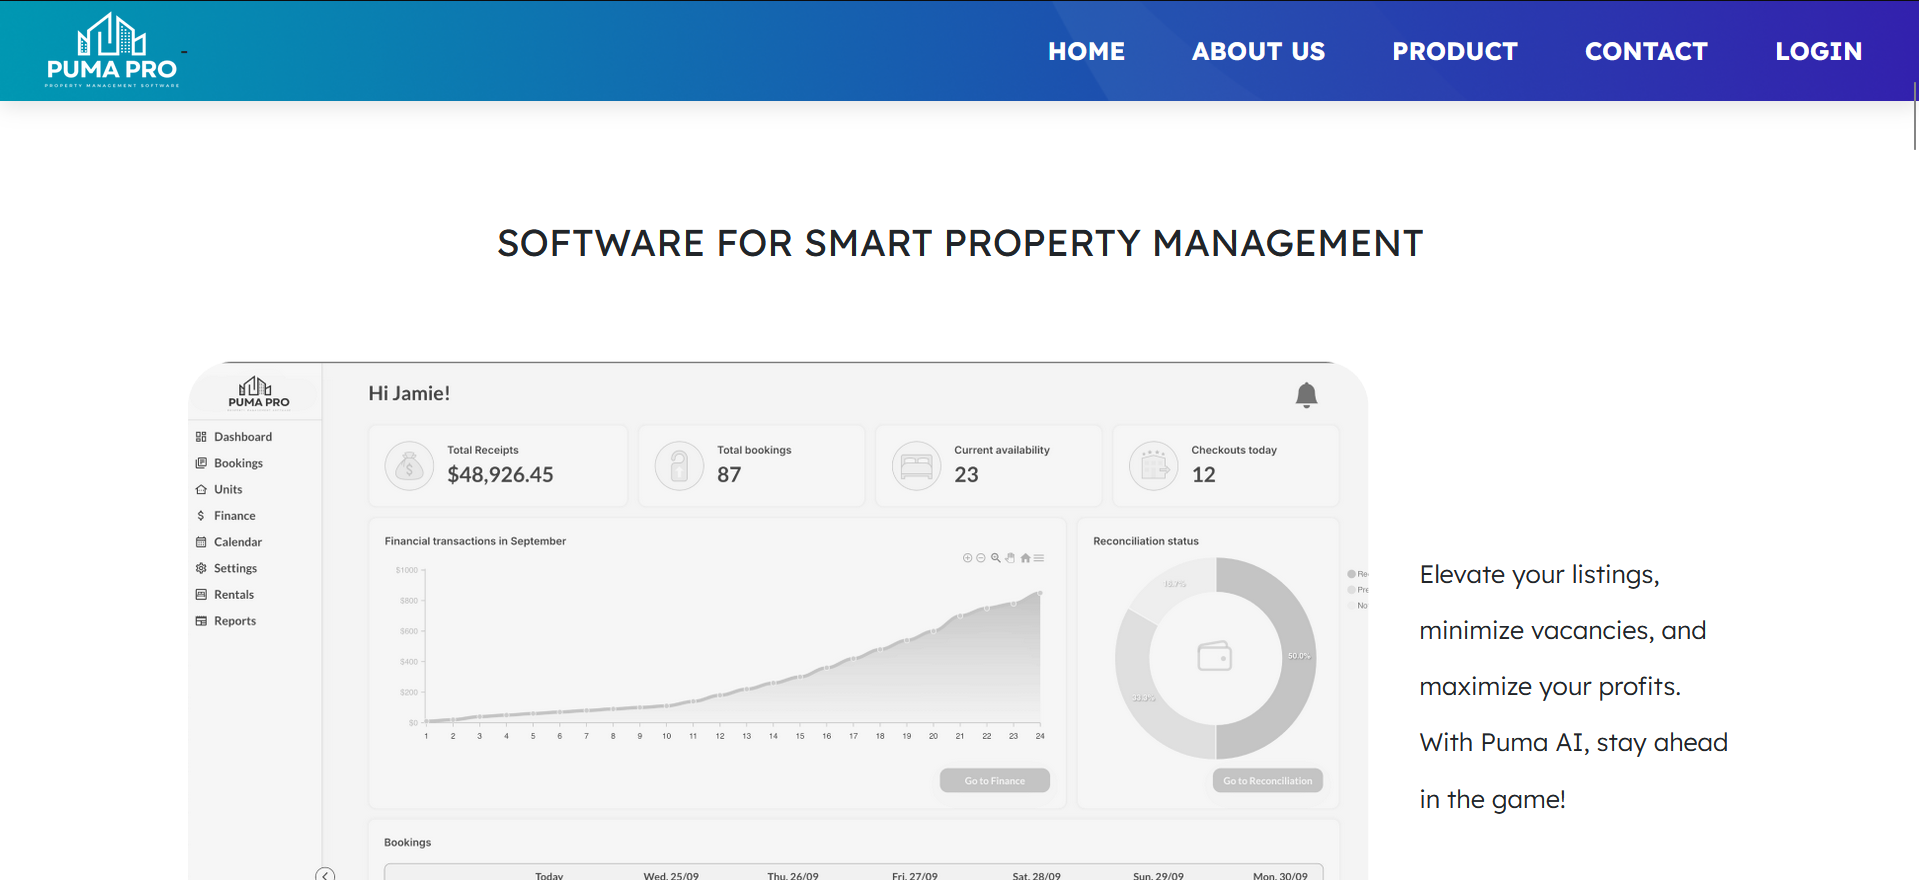 PUMA PRO
PROPERTY MANAGEMENT SOFTWARE
HOME
ABOUT US
PRODUCT
CONTACT
LOGIN
SOFTWARE FOR SMART PROPERTY MANAGEMENT
PUMA PRO
Hi Jamie!
Dashboard
Bookings
Units
Finance
Calendar
Settings
Rentals
Reports
Total Receipts
$48,926.45
Total bookings
87
Current availability
23
Checkouts today
12
Financial transactions in September
$1000
$800
$600
$400
$200
$0
1 2 3 4 5 6 7 8 9 10 11 12 13 14 15 16 17 18 19 20 21 22 23 24
Go to Finance
Reconciliation status
16.7%
50.0%
33.3%
Re
Pre
No
Go to Reconciliation
Elevate your listings,
minimize vacancies, and
maximize your profits.
With Puma AI, stay ahead
in the game!
Bookings
Today Wed, 25/09 Thu, 26/09 Fri, 27/09 Sat, 28/09 Sun, 29/09 Mon, 30/09